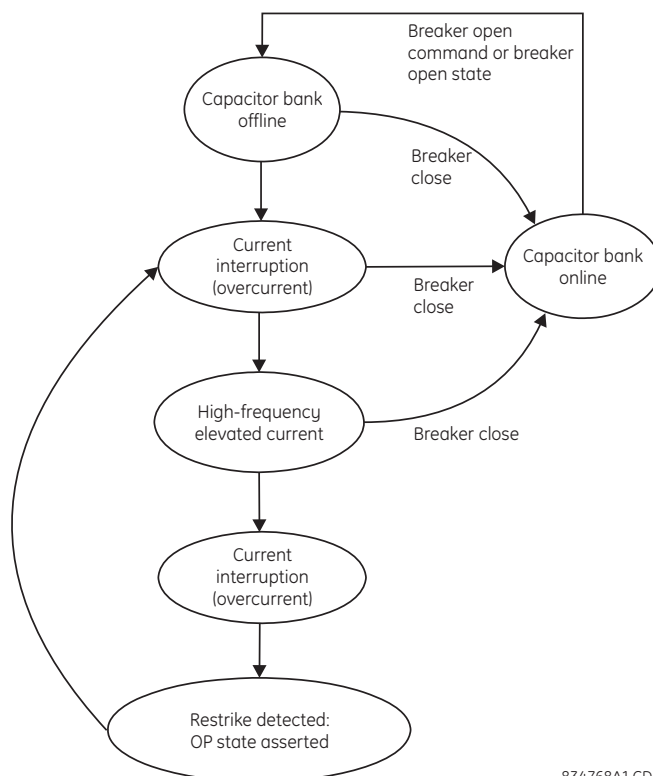 Breaker open
command or breaker
open state
Capacitor bank
offline
Breaker
close
Current
interruption
(overcurrent)
Capacitor bank
online
Breaker
close
High-frequency
elevated current
Breaker close
Current
interruption
(overcurrent)
Restrike detected:
OP state asserted